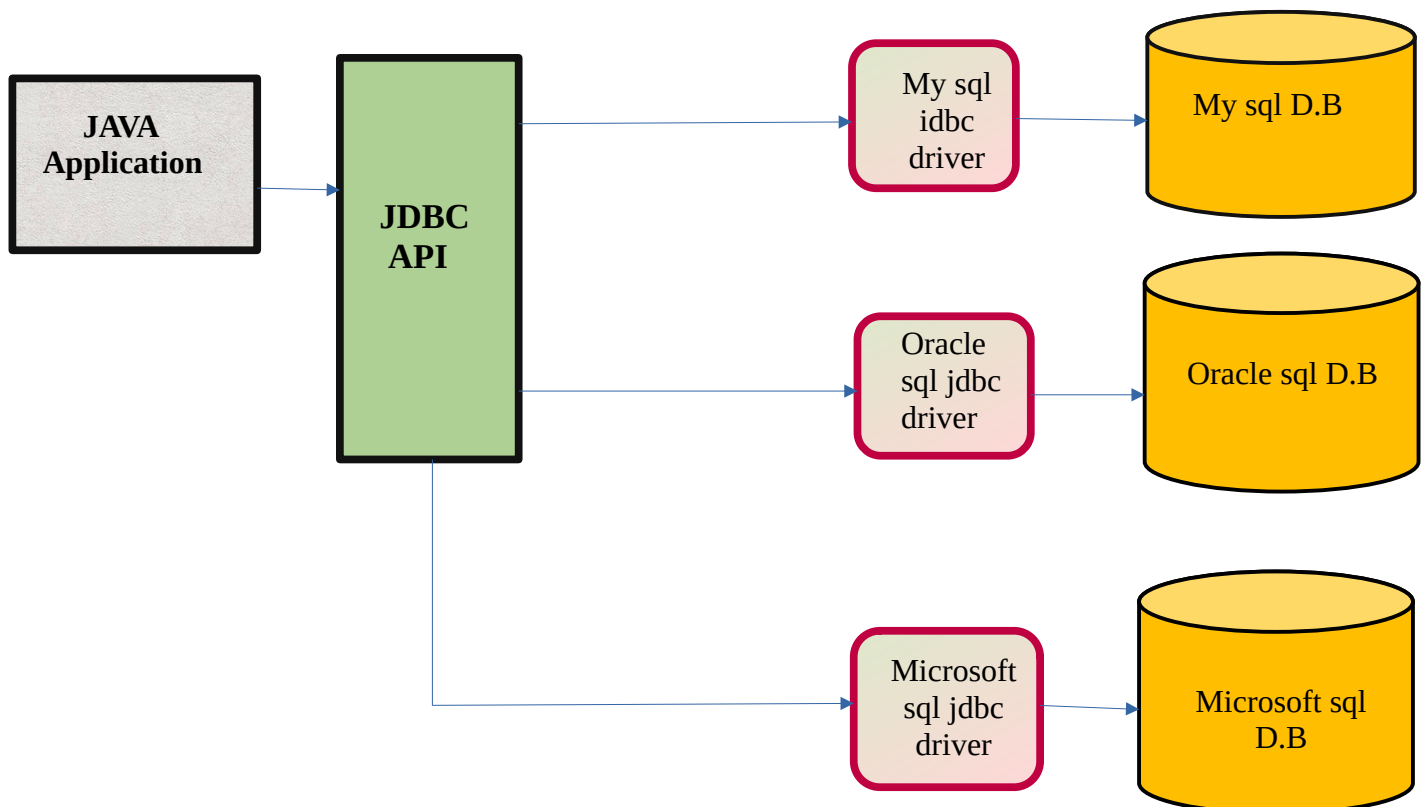 JAVA
Application
JDBC
API
My sql
idbc
driver
My sql D.B
Oracle
sql jdbc
driver
Oracle sql D.B
Microsoft
sql jdbc
driver
Microsoft sql
D.B